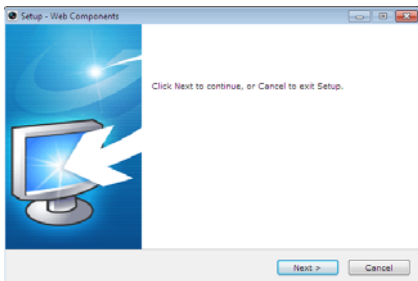 Setup - Web Components
Click Next to continue, or Cancel to exit Setup.
Next >
Cancel